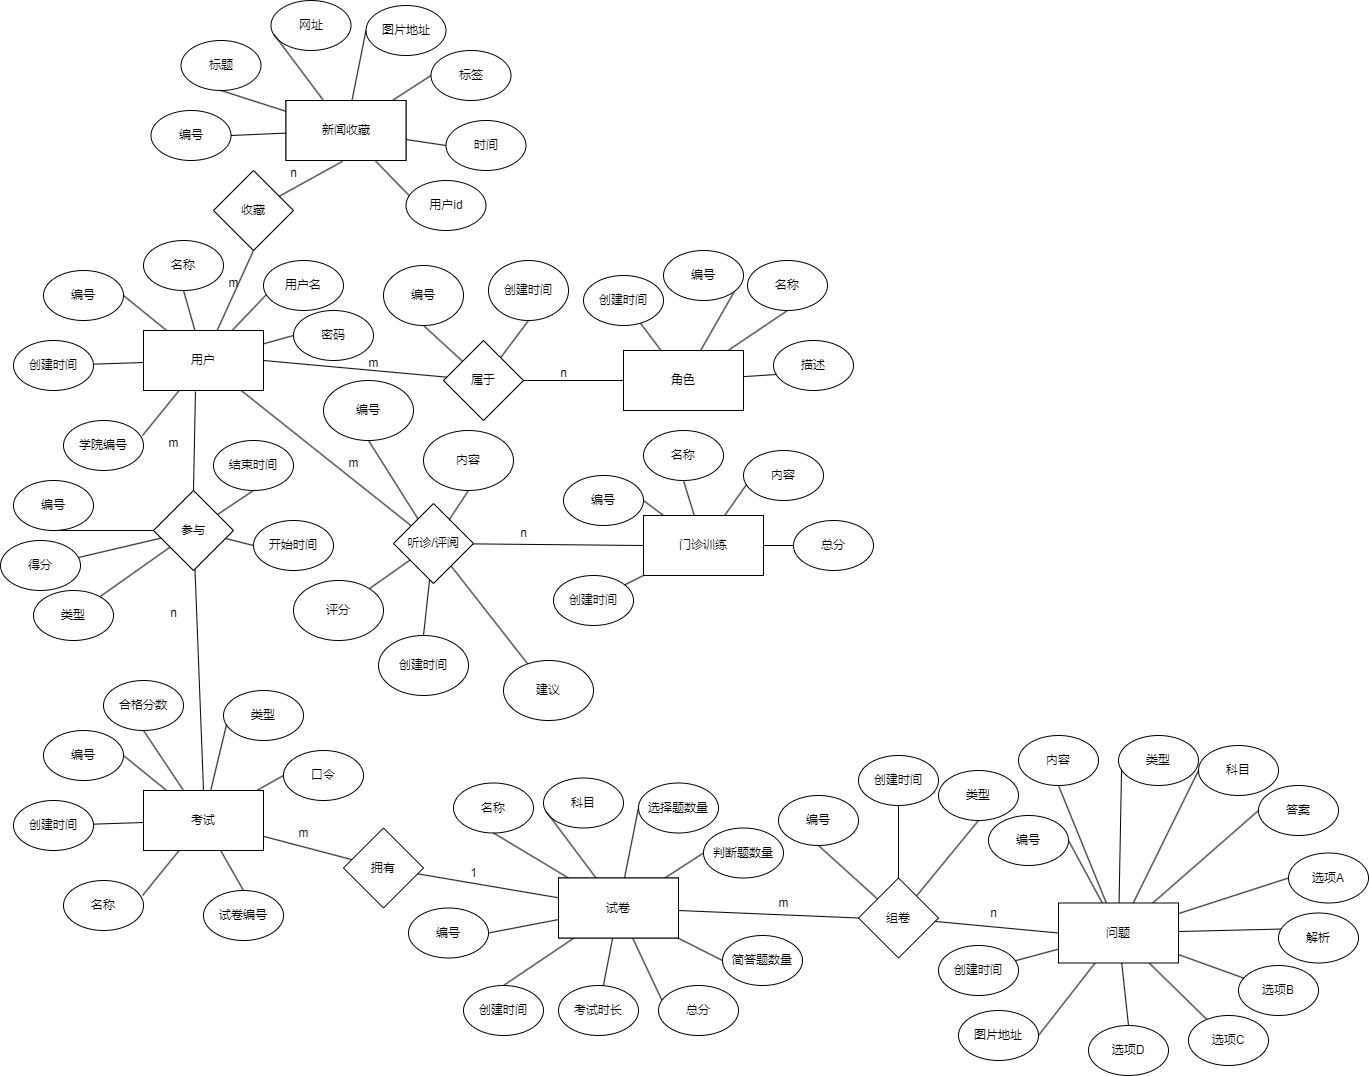 网址
图片地址
标题
标签
编号
新闻收藏
时间
n
用户id
收藏
名称
编号
m
用户名
编号
创建时间
创建时间
编号
名称
密码
创建时间
用户
m
属于
n
角色
描述
学院编号
m
编号
m
内容
名称
结束时间
内容
编号
编号
参与
开始时间
听诊/评阅
n
门诊训练
总分
得分
类型
n
评分
创建时间
创建时间
建议
合格分数
类型
编号
口令
创建时间
考试
m
拥有
1
名称
试卷编号
名称
科目
选择题数量
判断题数量
编号
试卷
m
简答题数量
创建时间
考试时长
总分
创建时间
编号
类型
组卷
n
内容
类型
科目
编号
答案
选项A
问题
解析
创建时间
选项B
图片地址
选项D
选项C